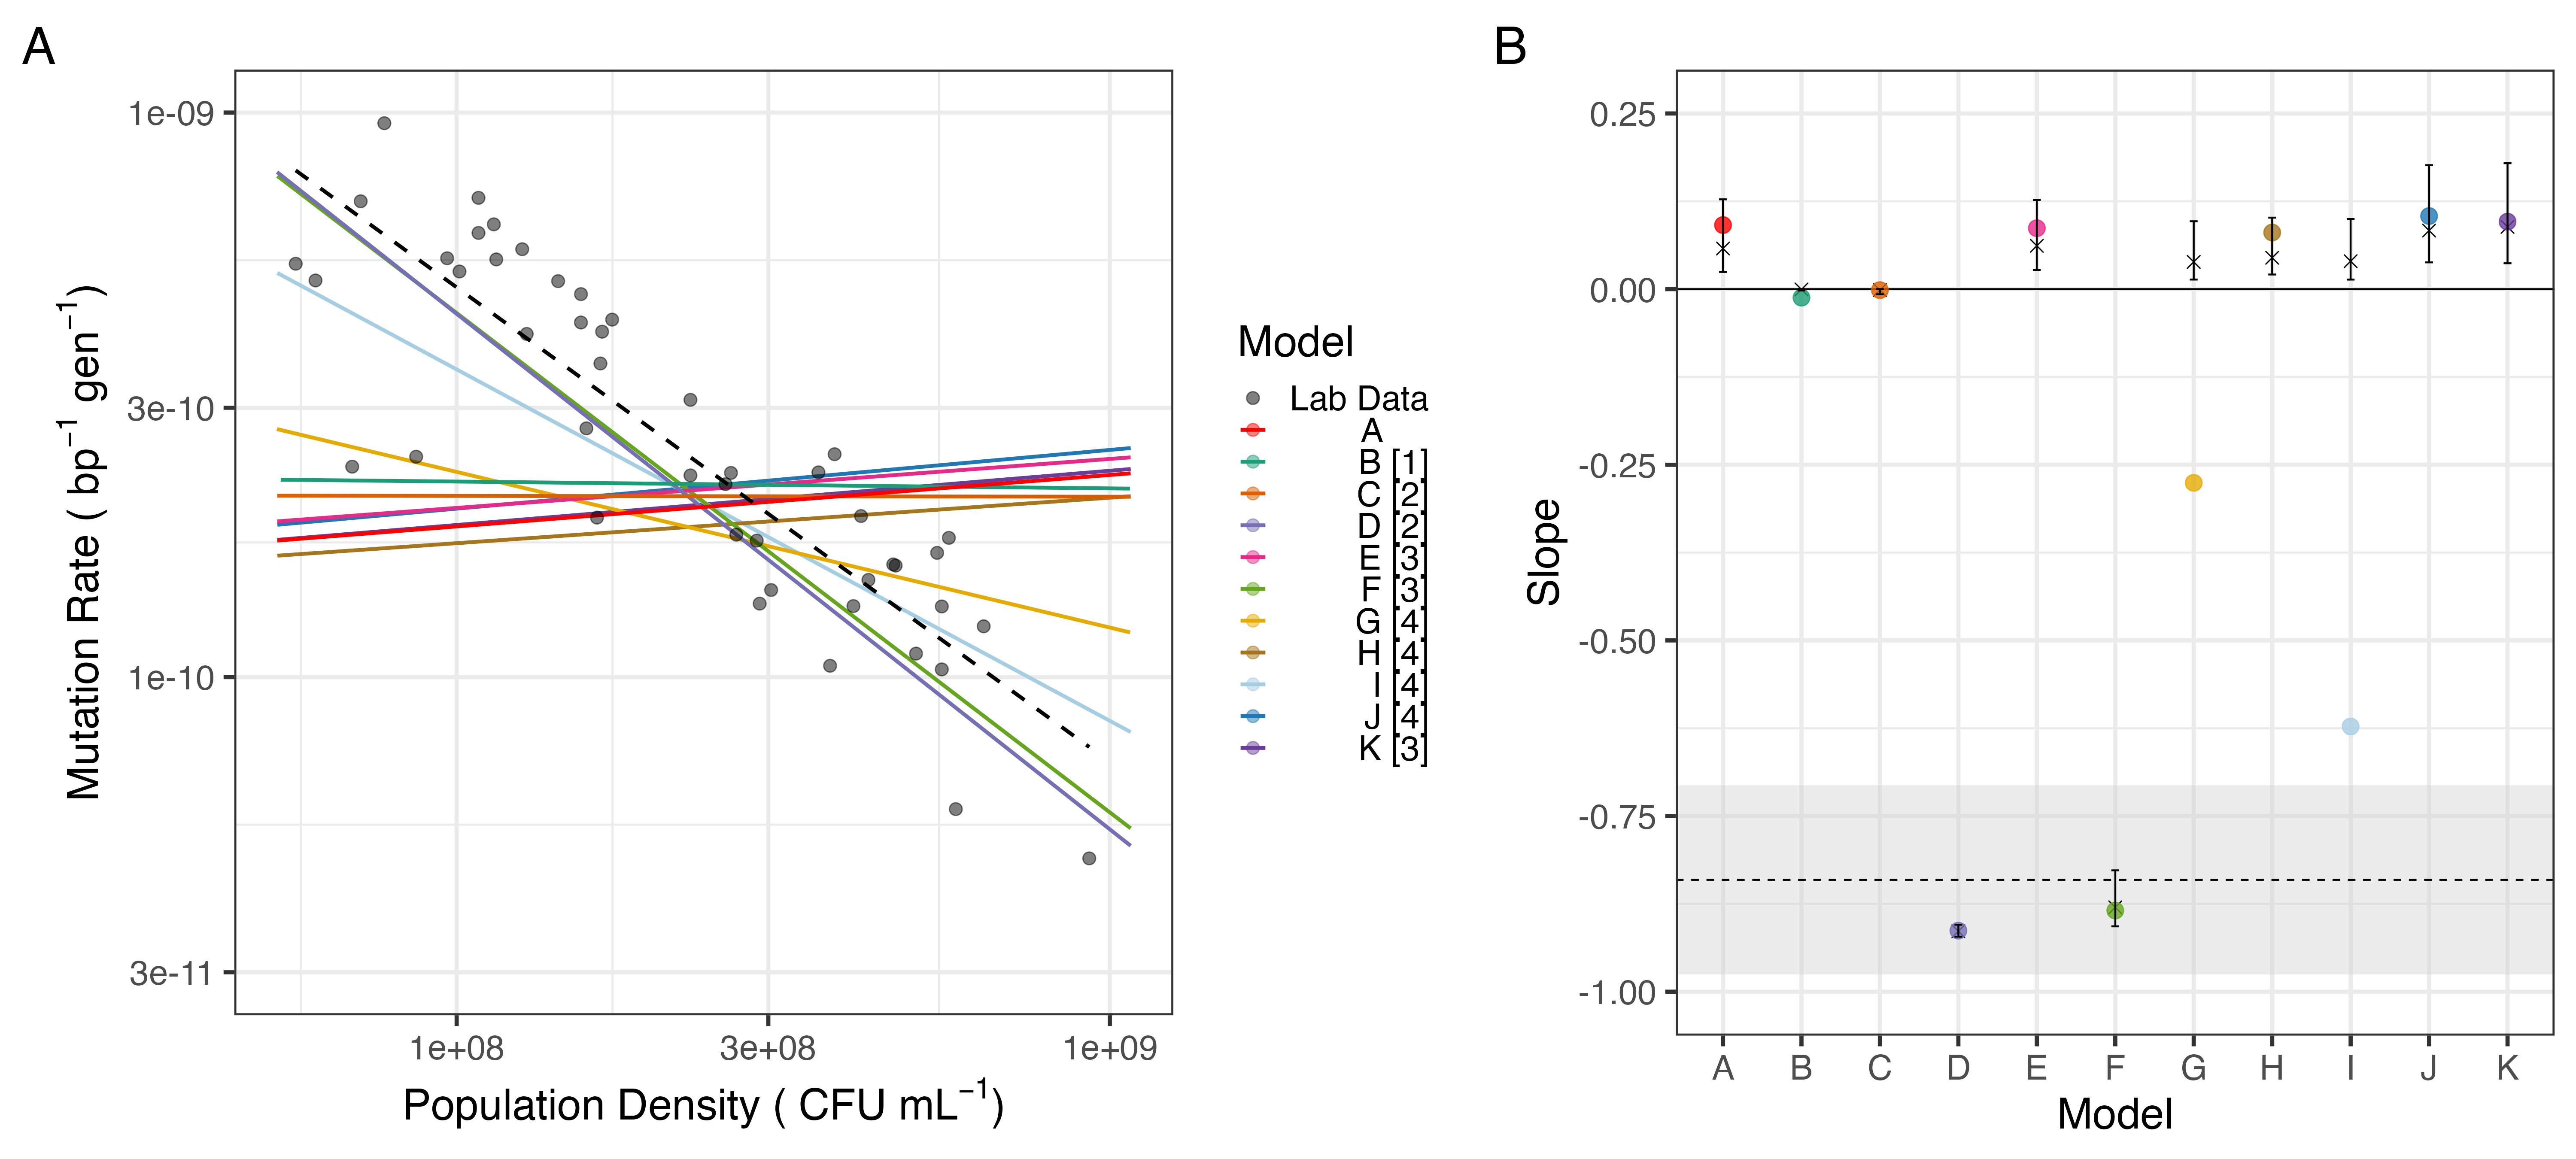 A
Mutation Rate ( bp⁻¹ gen⁻¹)
1e-09
3e-10
1e-10
3e-11
1e+08 3e+08 1e+09
Population Density ( CFU mL⁻¹)
Model
Lab Data
A
B [1]
C [2]
D [2]
E [3]
F [3]
G [4]
H [4]
I [4]
J [4]
K [3]
B
Slope
0.25
0.00
-0.25
-0.50
-0.75
-1.00
A B C D E F G H I J K
Model